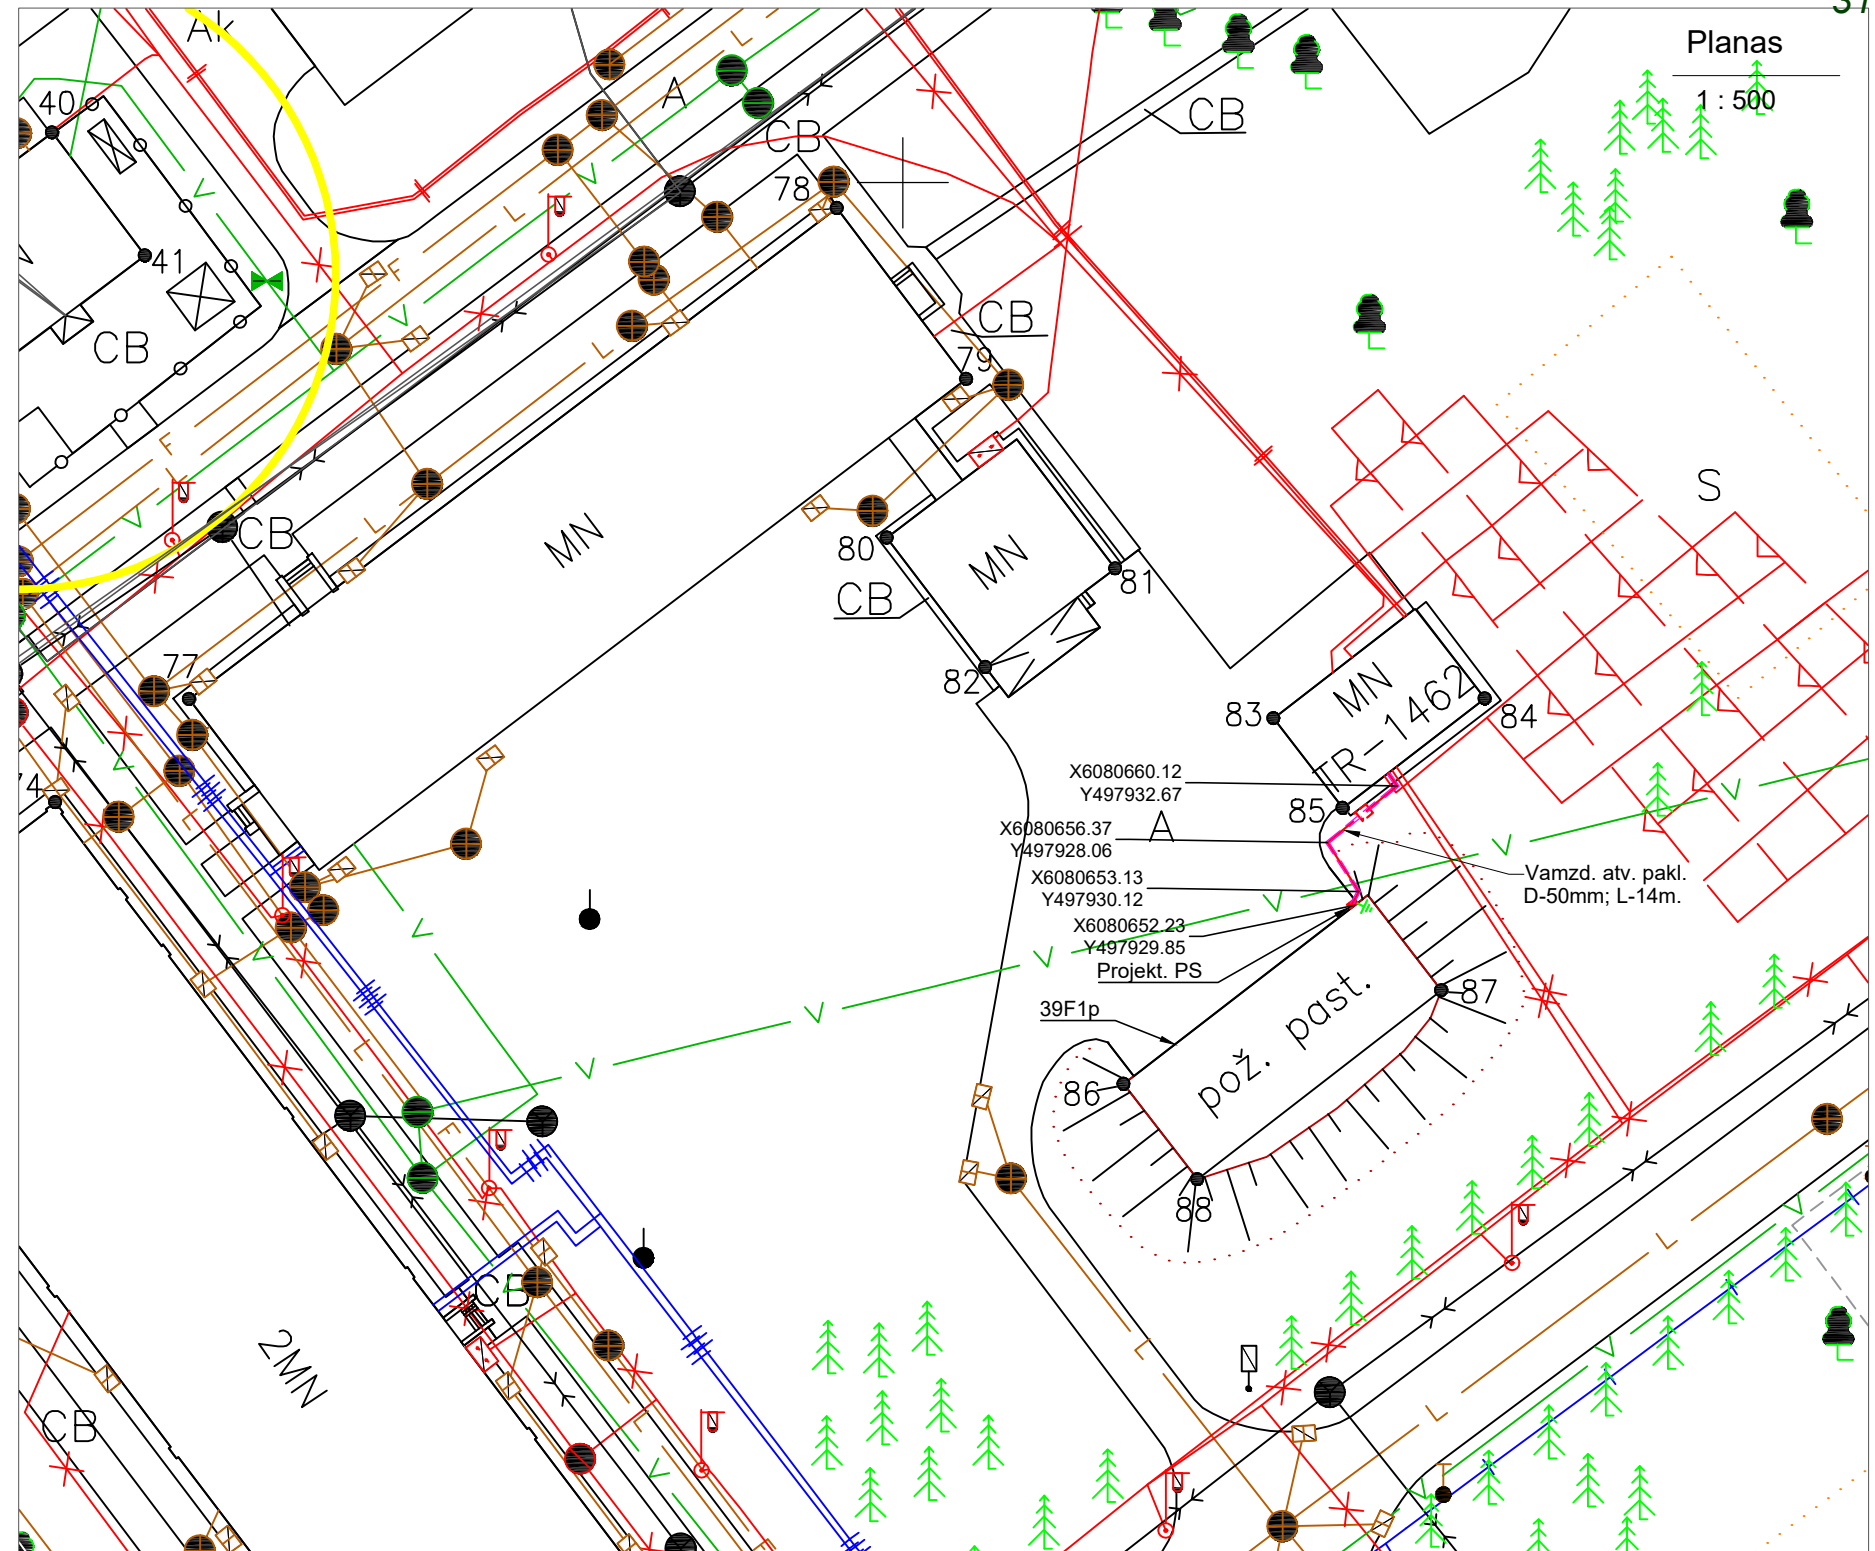 Planas
1 : 500
Ak
40
A
CB
CB
78
41
CB
CB
79
S
CB
MN
80
MN
81
CB
77
82
MN
83
84
TR-1462
X6080660.12
Y497932.67
85
X6080656.37
Y497928.06
A
X6080653.13
Y497930.12
Vamzd. atv. pakl.
D-50mm; L-14m.
X6080652.23
Y497929.85
Projekt. PS
39F1p
87
pož. past.
86
88
CB
2MN
CB